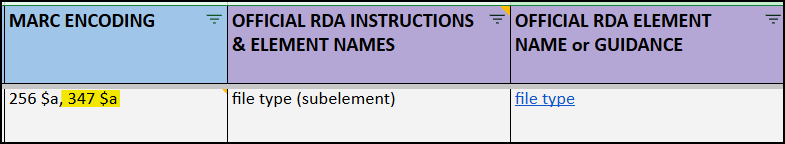 MARC ENCODING
OFFICIAL RDA INSTRUCTIONS
& ELEMENT NAMES
OFFICIAL RDA ELEMENT
NAME or GUIDANCE
256 $a, 347 $a
file type (subelement)
file type